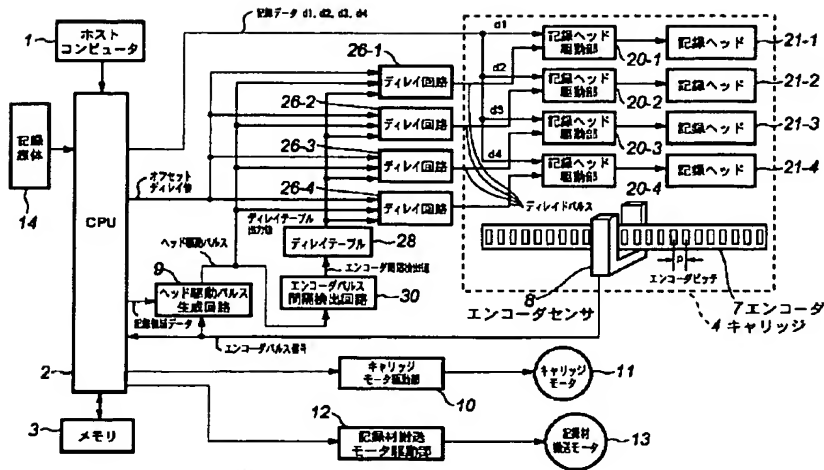 記録データ d1, d2, d3, d4
1
ホスト
コンピュータ
26-1
ディレイ回路
26-2
ディレイ回路
26-3
ディレイ回路
26-4
ディレイ回路
d1
d2
d3
d4
記録ヘッド
駆動部
20-1
記録ヘッド
21-1
記録ヘッド
駆動部
20-2
記録ヘッド
21-2
記録ヘッド
駆動部
20-3
記録ヘッド
21-3
記録ヘッド
駆動部
20-4
記録ヘッド
21-4
記録
媒体
14
CPU
オフセット
ディレイ値
ディレイテーブル
出力値
ディレイドパルス
ヘッド駆動パルス
ディレイテーブル
28
エンコーダ間隔検出値
9
ヘッド駆動パルス
生成回路
エンコーダパルス
間隔検出回路
30
8
P
エンコーダピッチ
エンコーダセンサ
7エンコーダ
4 キャリッジ
記録領域データ
エンコーダパルス信号
2
キャリッジ
モータ駆動部
10
キャリッジ
モータ
11
3
メモリ
12
記録材搬送
モータ駆動部
記録材
搬送モータ
13